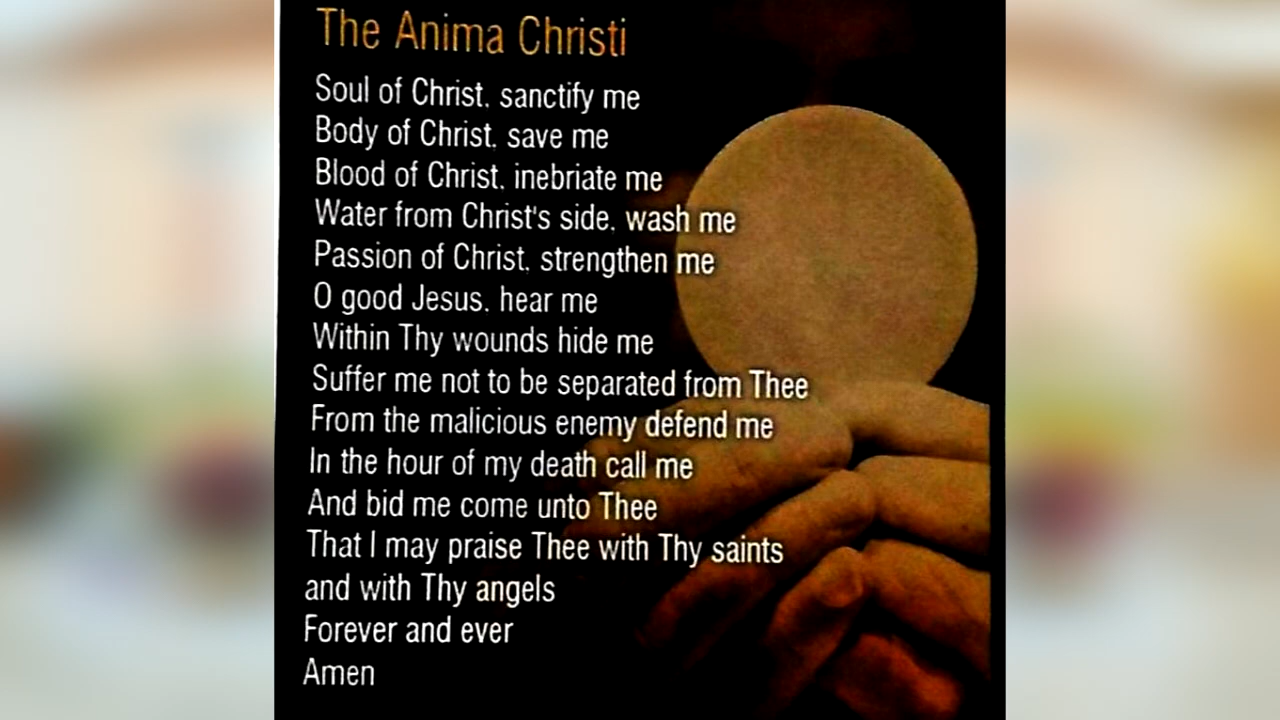 The Anima Christi
Soul of Christ. sanctify me
Body of Christ. save me
Blood of Christ. inebriate me
Water from Christ's side. wash me
Passion of Christ. strengthen me
O good Jesus. hear me
Within Thy wounds hide me
Suffer me not to be separated from Thee
From the malicious enemy defend me
In the hour of my death call me
And bid me come unto Thee
That I may praise Thee with Thy saints
and with Thy angels
Forever and ever
Amen